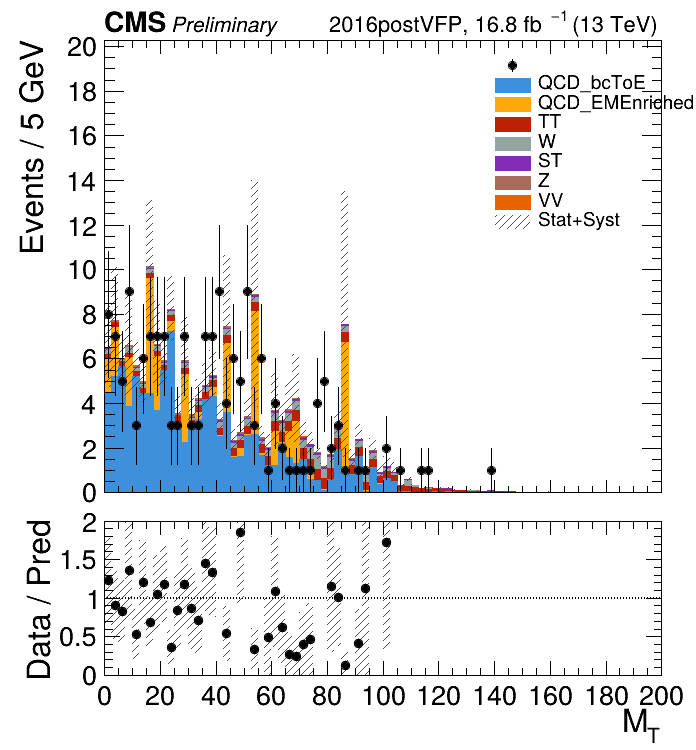 CMS Preliminary 2016postVFP, 16.8 fb⁻¹ (13 TeV)
Events / 5 GeV
20
18
16
14
12
10
8
6
4
2
0
QCD_bcToE
QCD_EMEnriched
TT
W
ST
Z
VV
Stat+Syst
Data / Pred
2
1.5
1
0.5
0
0 20 40 60 80 100 120 140 160 180 200
M_T